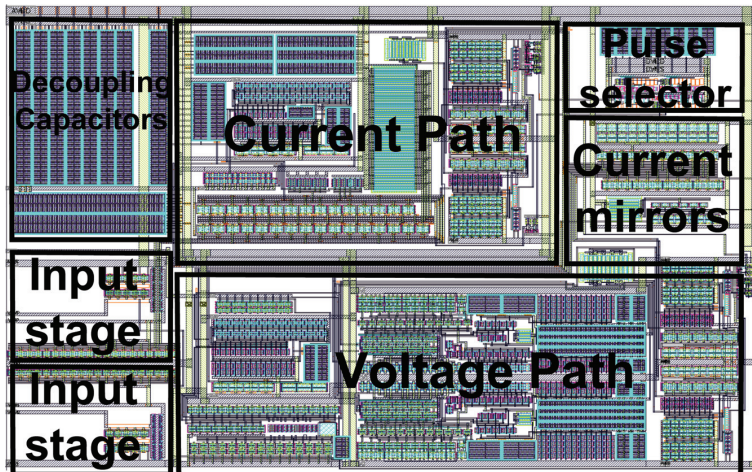 Decoupling
Capacitors
Current Path
Pulse
selector
Current
mirrors
Input
stage
Voltage Path
Input
stage